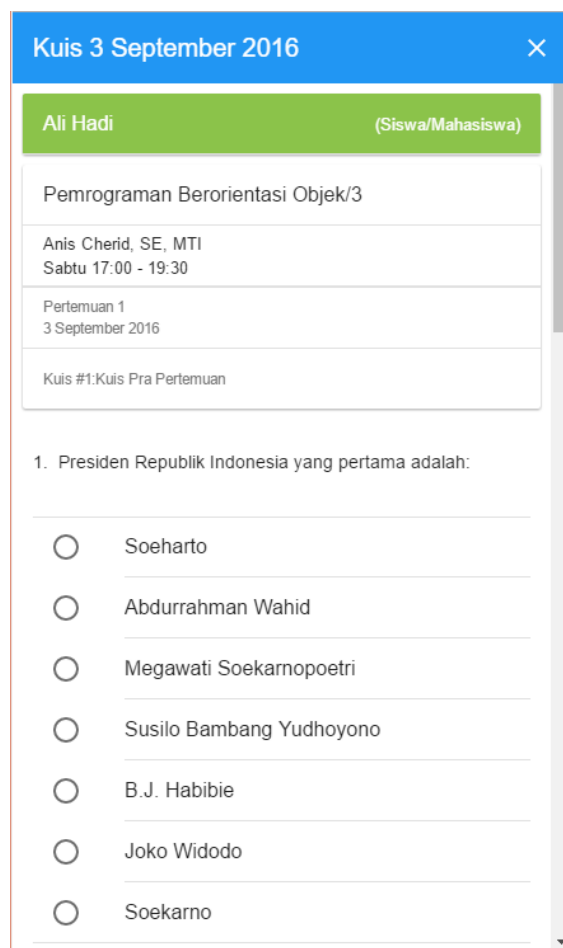 Kuis 3 September 2016
Ali Hadi (Siswa/Mahasiswa)
Pemrograman Berorientasi Objek/3
Anis Cherid, SE, MTI
Sabtu 17:00 - 19:30
Pertemuan 1
3 September 2016
Kuis #1:Kuis Pra Pertemuan
1. Presiden Republik Indonesia yang pertama adalah:
Soeharto
Abdurrahman Wahid
Megawati Soekarnopoetri
Susilo Bambang Yudhoyono
B.J. Habibie
Joko Widodo
Soekarno